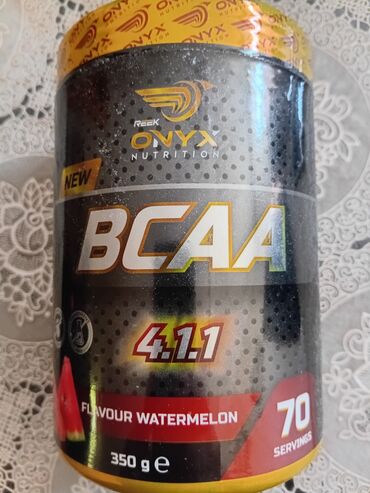 REEK
ONYX
NUTRITION
NEW
BCAA
4.1.1
FLAVOUR WATERMELON
70
SERVINGS
350 g e